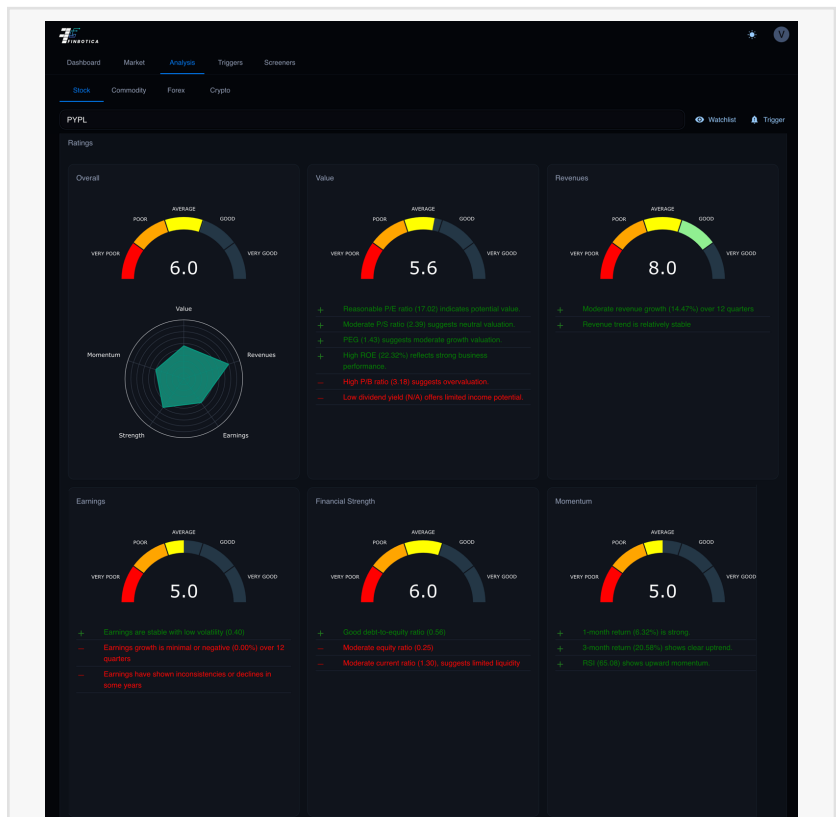 FINBOTICA
V
Dashboard Market Analysis Triggers Screeners
Stock Commodity Forex Crypto
PYPL Watchlist Trigger
Ratings
Overall
VERY POOR POOR AVERAGE GOOD VERY GOOD
6.0
Value
Momentum Revenues
Strength Earnings
Value
VERY POOR POOR AVERAGE GOOD VERY GOOD
5.6
+ Reasonable P/E ratio (17.02) indicates potential value.
+ Moderate P/S ratio (2.39) suggests neutral valuation.
+ PEG (1.43) suggests moderate growth valuation.
+ High ROE (22.32%) reflects strong business
performance.
— High P/B ratio (3.18) suggests overvaluation.
— Low dividend yield (N/A) offers limited income potential.
Revenues
VERY POOR POOR AVERAGE GOOD VERY GOOD
8.0
+ Moderate revenue growth (14.47%) over 12 quarters
+ Revenue trend is relatively stable
Earnings
VERY POOR POOR AVERAGE GOOD VERY GOOD
5.0
+ Earnings are stable with low volatility (0.40)
— Earnings growth is minimal or negative (0.00%) over 12
quarters
— Earnings have shown inconsistencies or declines in
some years
Financial Strength
VERY POOR POOR AVERAGE GOOD VERY GOOD
6.0
+ Good debt-to-equity ratio (0.56)
— Moderate equity ratio (0.25)
— Moderate current ratio (1.30), suggests limited liquidity
Momentum
VERY POOR POOR AVERAGE GOOD VERY GOOD
5.0
+ 1-month return (6.32%) is strong.
+ 3-month return (20.58%) shows clear uptrend.
+ RSI (65.08) shows upward momentum.